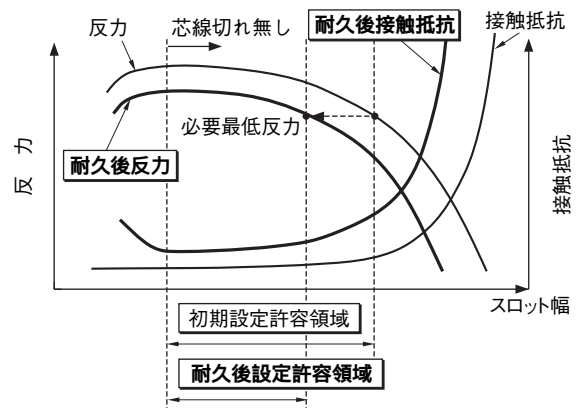 反力
芯線切れ無し
耐久後接触抵抗
接触抵抗
必要最低反力
耐久後反力
反力
接触抵抗
スロット幅
初期設定許容領域
耐久後設定許容領域